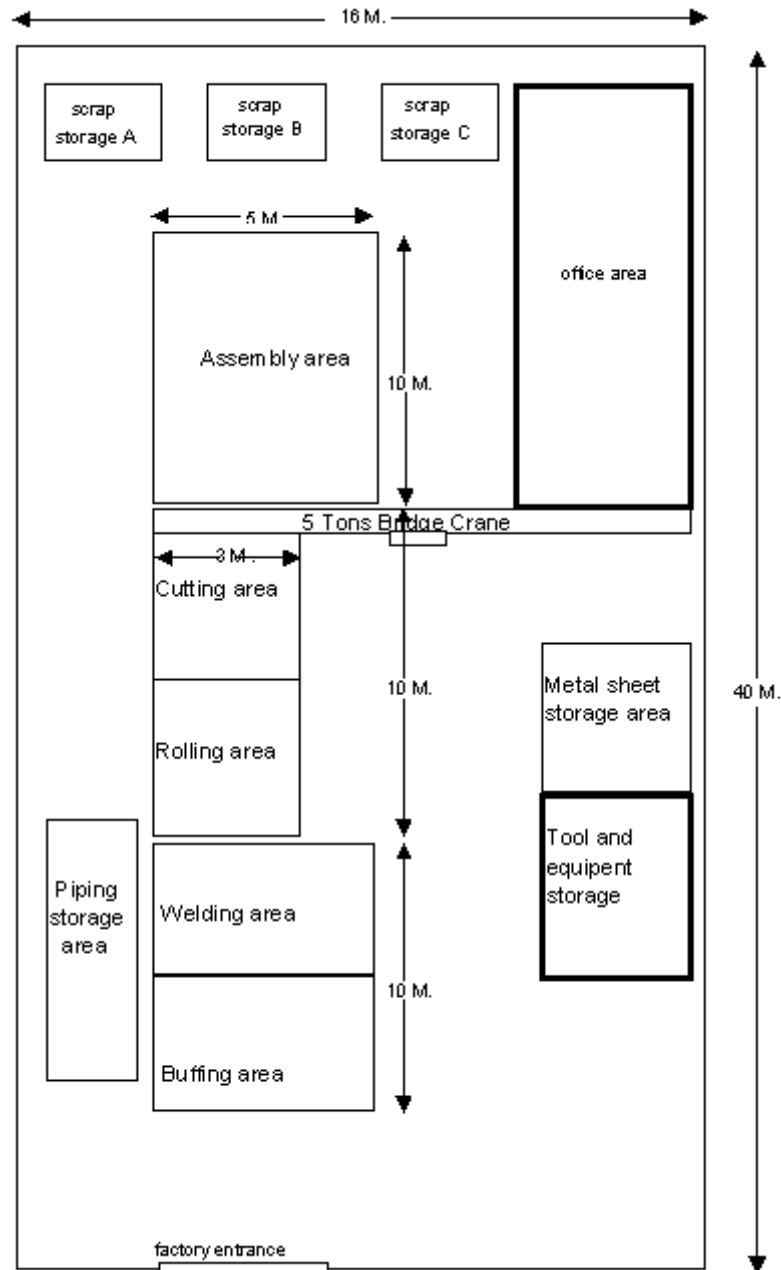 16 M.
scrap
storage A
scrap
storage B
scrap
storage C
office area
5 M
Assembly area
10 M.
5 Tons Bridge Crane
3 M.
Cutting area
10 M.
Rolling area
Metal sheet
storage area
40 M.
Tool and
equipent
storage
Piping
storage
area
Welding area
10 M.
Buffing area
factory entrance